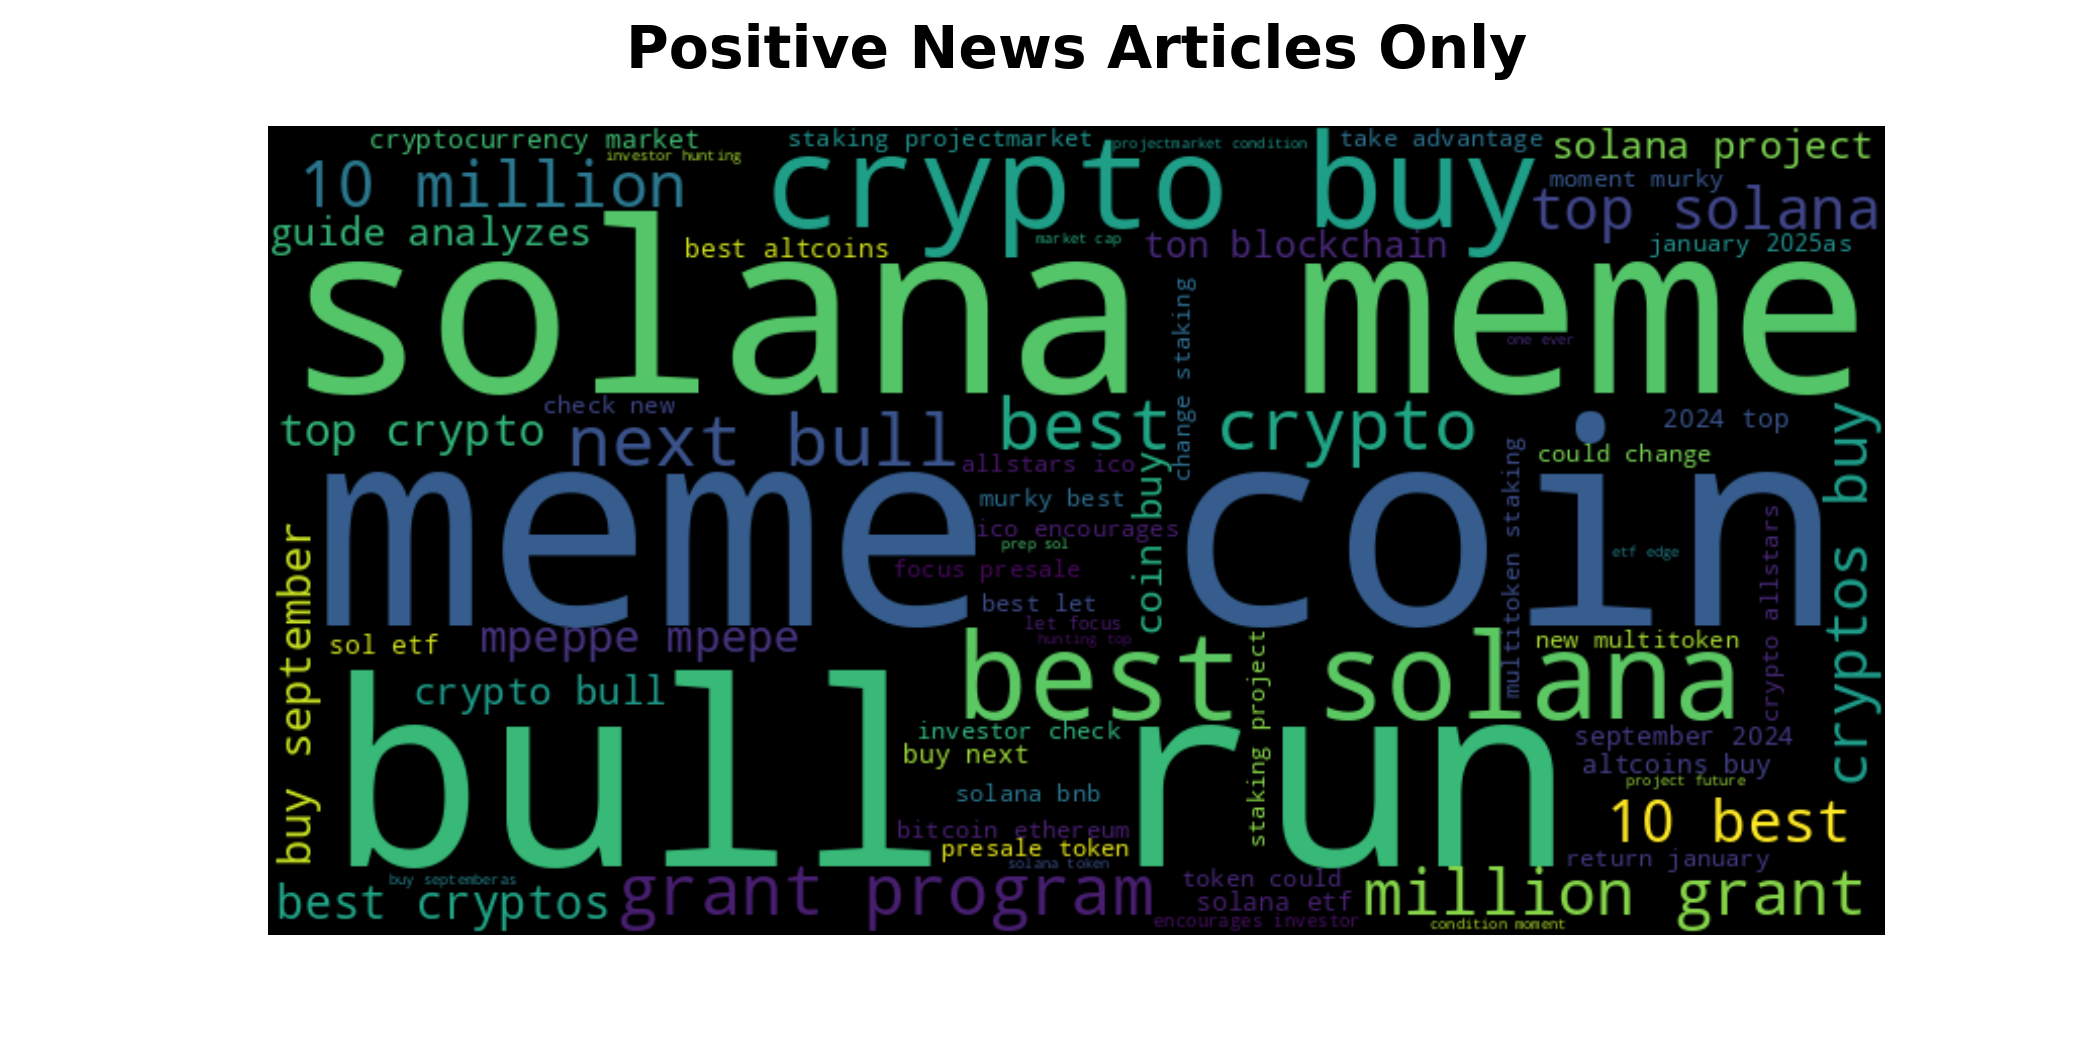 Positive News Articles Only
cryptocurrency market
staking projectmarket
projectmarket condition
take advantage
solana project
investor hunting
10 million
crypto buy
moment murky
top solana
guide analyzes
best altcoins
market cap
ton blockchain
january 2025as
solana meme
change staking
one ever
top crypto
check new
next bull
best crypto
2024 top
could change
allstars ico
murky best
ico encourages
prep sol
focus presale
coin buy
meme coin
multitoken staking
etf edge
crypto allstars
cryptos buy
best let
let focus
hunting top
buy september
sol etf
mpeppe mpepe
best solana
new multitoken
crypto bull
bull run
staking project
investor check
buy next
september 2024
altcoins buy
project future
solana bnb
10 best
bitcoin ethereum
presale token
solana token
return january
buy septemberas
best cryptos
grant program
token could
solana etf
encourages investor
million grant
condition moment